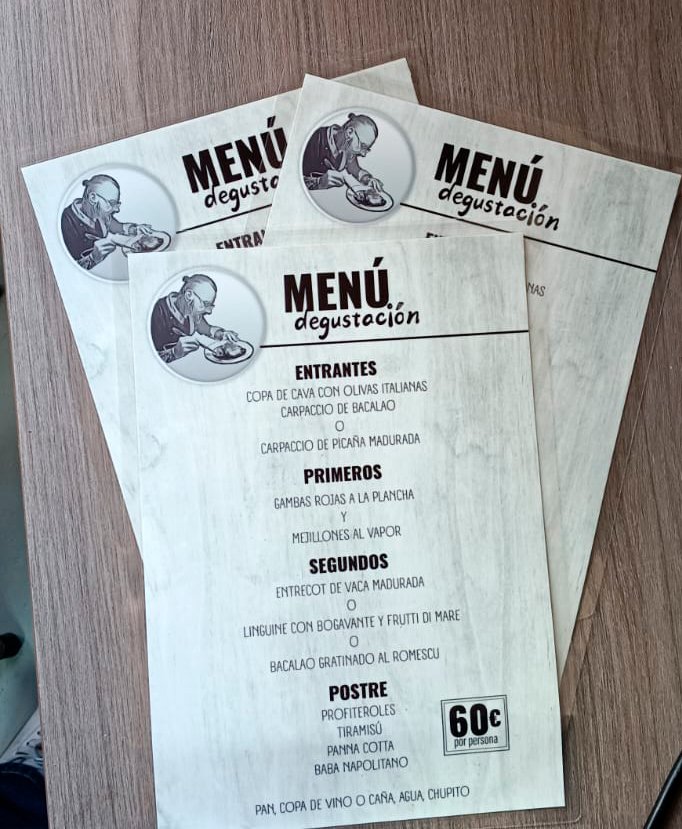 MENÚ
degustación
ENTRANTES
COPA DE CAVA CON OLIVAS ITALIANAS
CARPACCIO DE BACALAO
O
CARPACCIO DE PICAÑA MADURADA
PRIMEROS
GAMBAS ROJAS A LA PLANCHA
Y
MEJILLONES AL VAPOR
SEGUNDOS
ENTRECOT DE VACA MADURADA
O
LINGUINE CON BOGAVANTE Y FRUTTI DI MARE
O
BACALAO GRATINADO AL ROMESCU
POSTRE
PROFITEROLES
TIRAMISÚ
PANNA COTTA
BABA NAPOLITANO
60€
por persona
PAN, COPA DE VINO O CAÑA, AGUA, CHUPITO
MENÚ
degusta
ENTRA
MENÚ
degustación
NAS